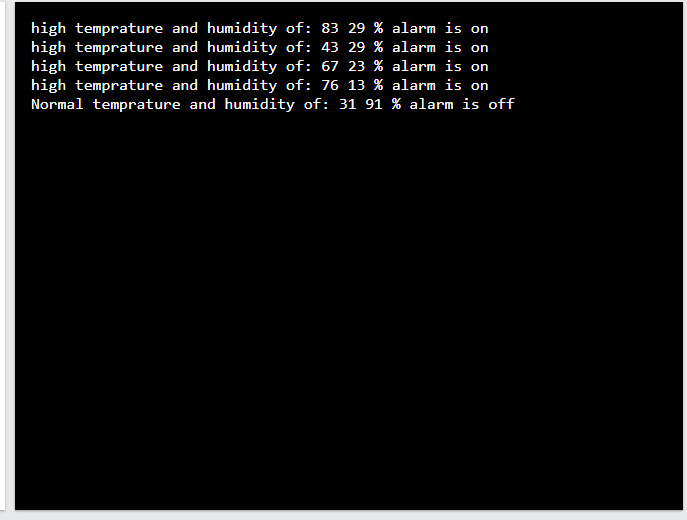 high temprature and humidity of: 83 29 % alarm is on
high temprature and humidity of: 43 29 % alarm is on
high temprature and humidity of: 67 23 % alarm is on
high temprature and humidity of: 76 13 % alarm is on
Normal temprature and humidity of: 31 91 % alarm is off